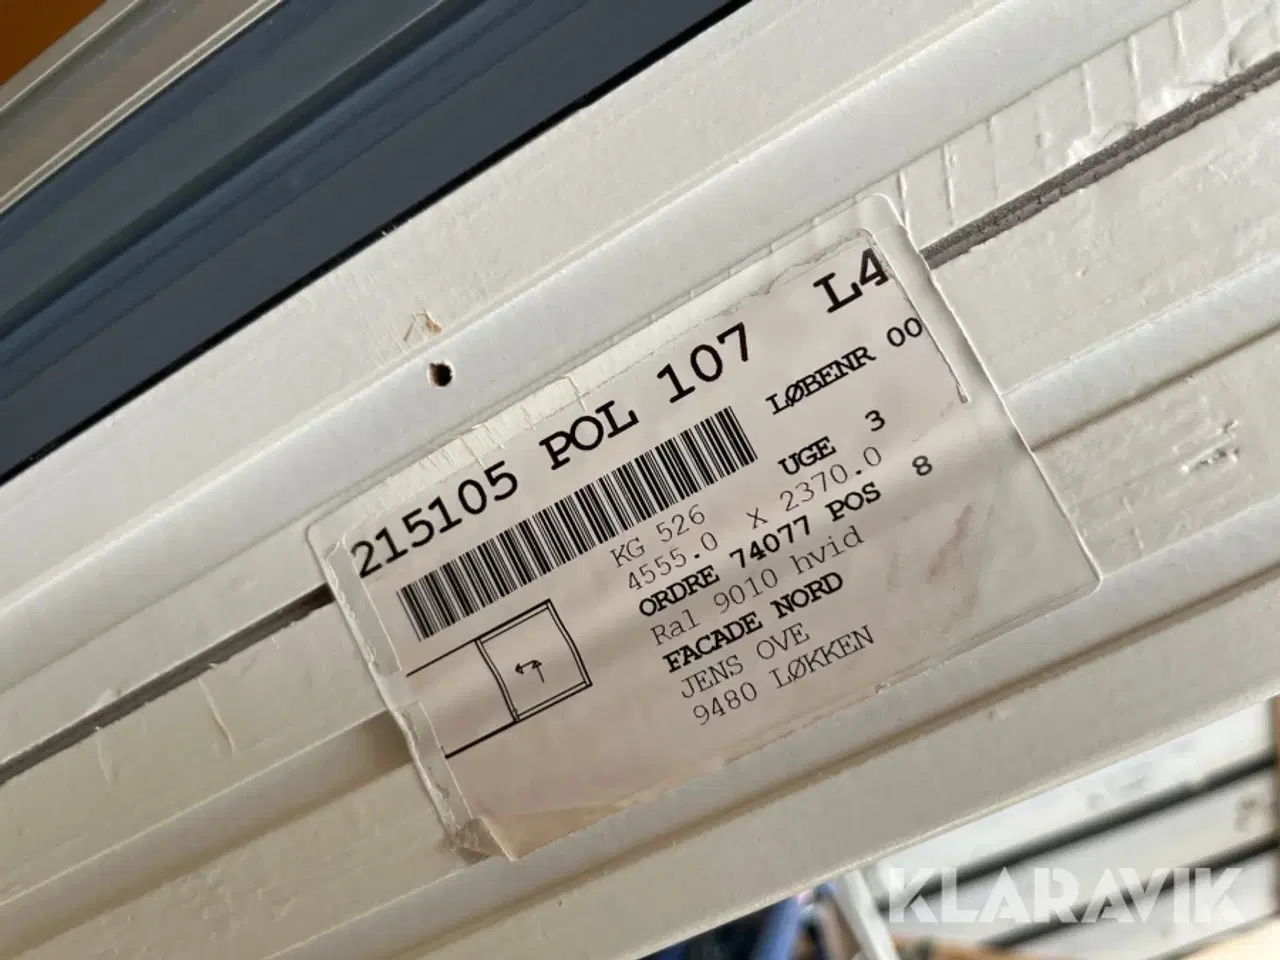 215105 POL 107 L4
LØBENR 00
KG 526
UGE 3
4555.0 x 2370.0
ORDRE 74077 POS 8
Ral 9010 hvid
FACADE NORD
JENS OVE
9480 LØKKEN
KLARAVIK